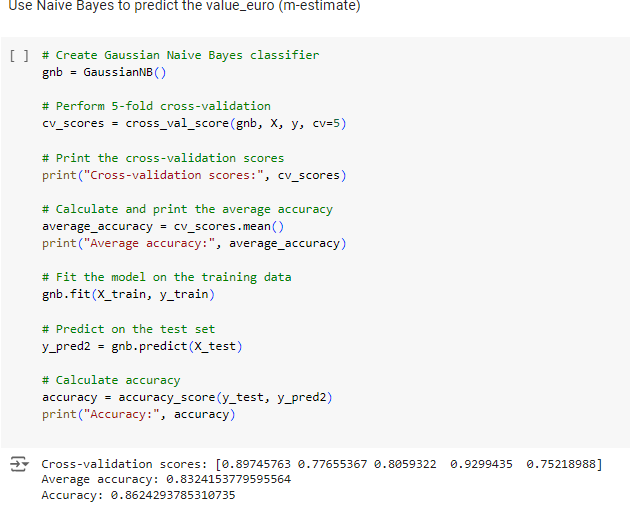 Use Naive Bayes to predict the value_euro (m-estimate)
[ ] # Create Gaussian Naive Bayes classifier
gnb = GaussianNB()
# Perform 5-fold cross-validation
cv_scores = cross_val_score(gnb, X, y, cv=5)
# Print the cross-validation scores
print("Cross-validation scores:", cv_scores)
# Calculate and print the average accuracy
average_accuracy = cv_scores.mean()
print("Average accuracy:", average_accuracy)
# Fit the model on the training data
gnb.fit(X_train, y_train)
# Predict on the test set
y_pred2 = gnb.predict(X_test)
# Calculate accuracy
accuracy = accuracy_score(y_test, y_pred2)
print("Accuracy:", accuracy)
Cross-validation scores: [0.89745763 0.77655367 0.8059322  0.9299435  0.75218988]
Average accuracy: 0.8324153779595564
Accuracy: 0.8624293785310735